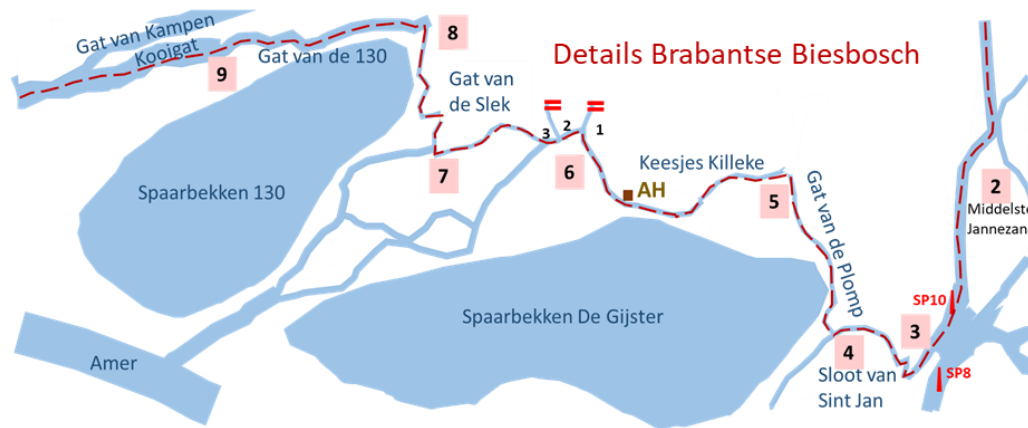 Details Brabantse Biesbosch
Gat van Kampen
Kooigat
Gat van de 130
8
9
Gat van
de Slek
3
2
1
7
6
Keesjes Killeke
AH
5
Gat van de Plomp
2
Middelste
Jannezan
Spaarbekken 130
SP10
Spaarbekken De Gijster
3
4
Sloot van
Sint Jan
SP8
Amer